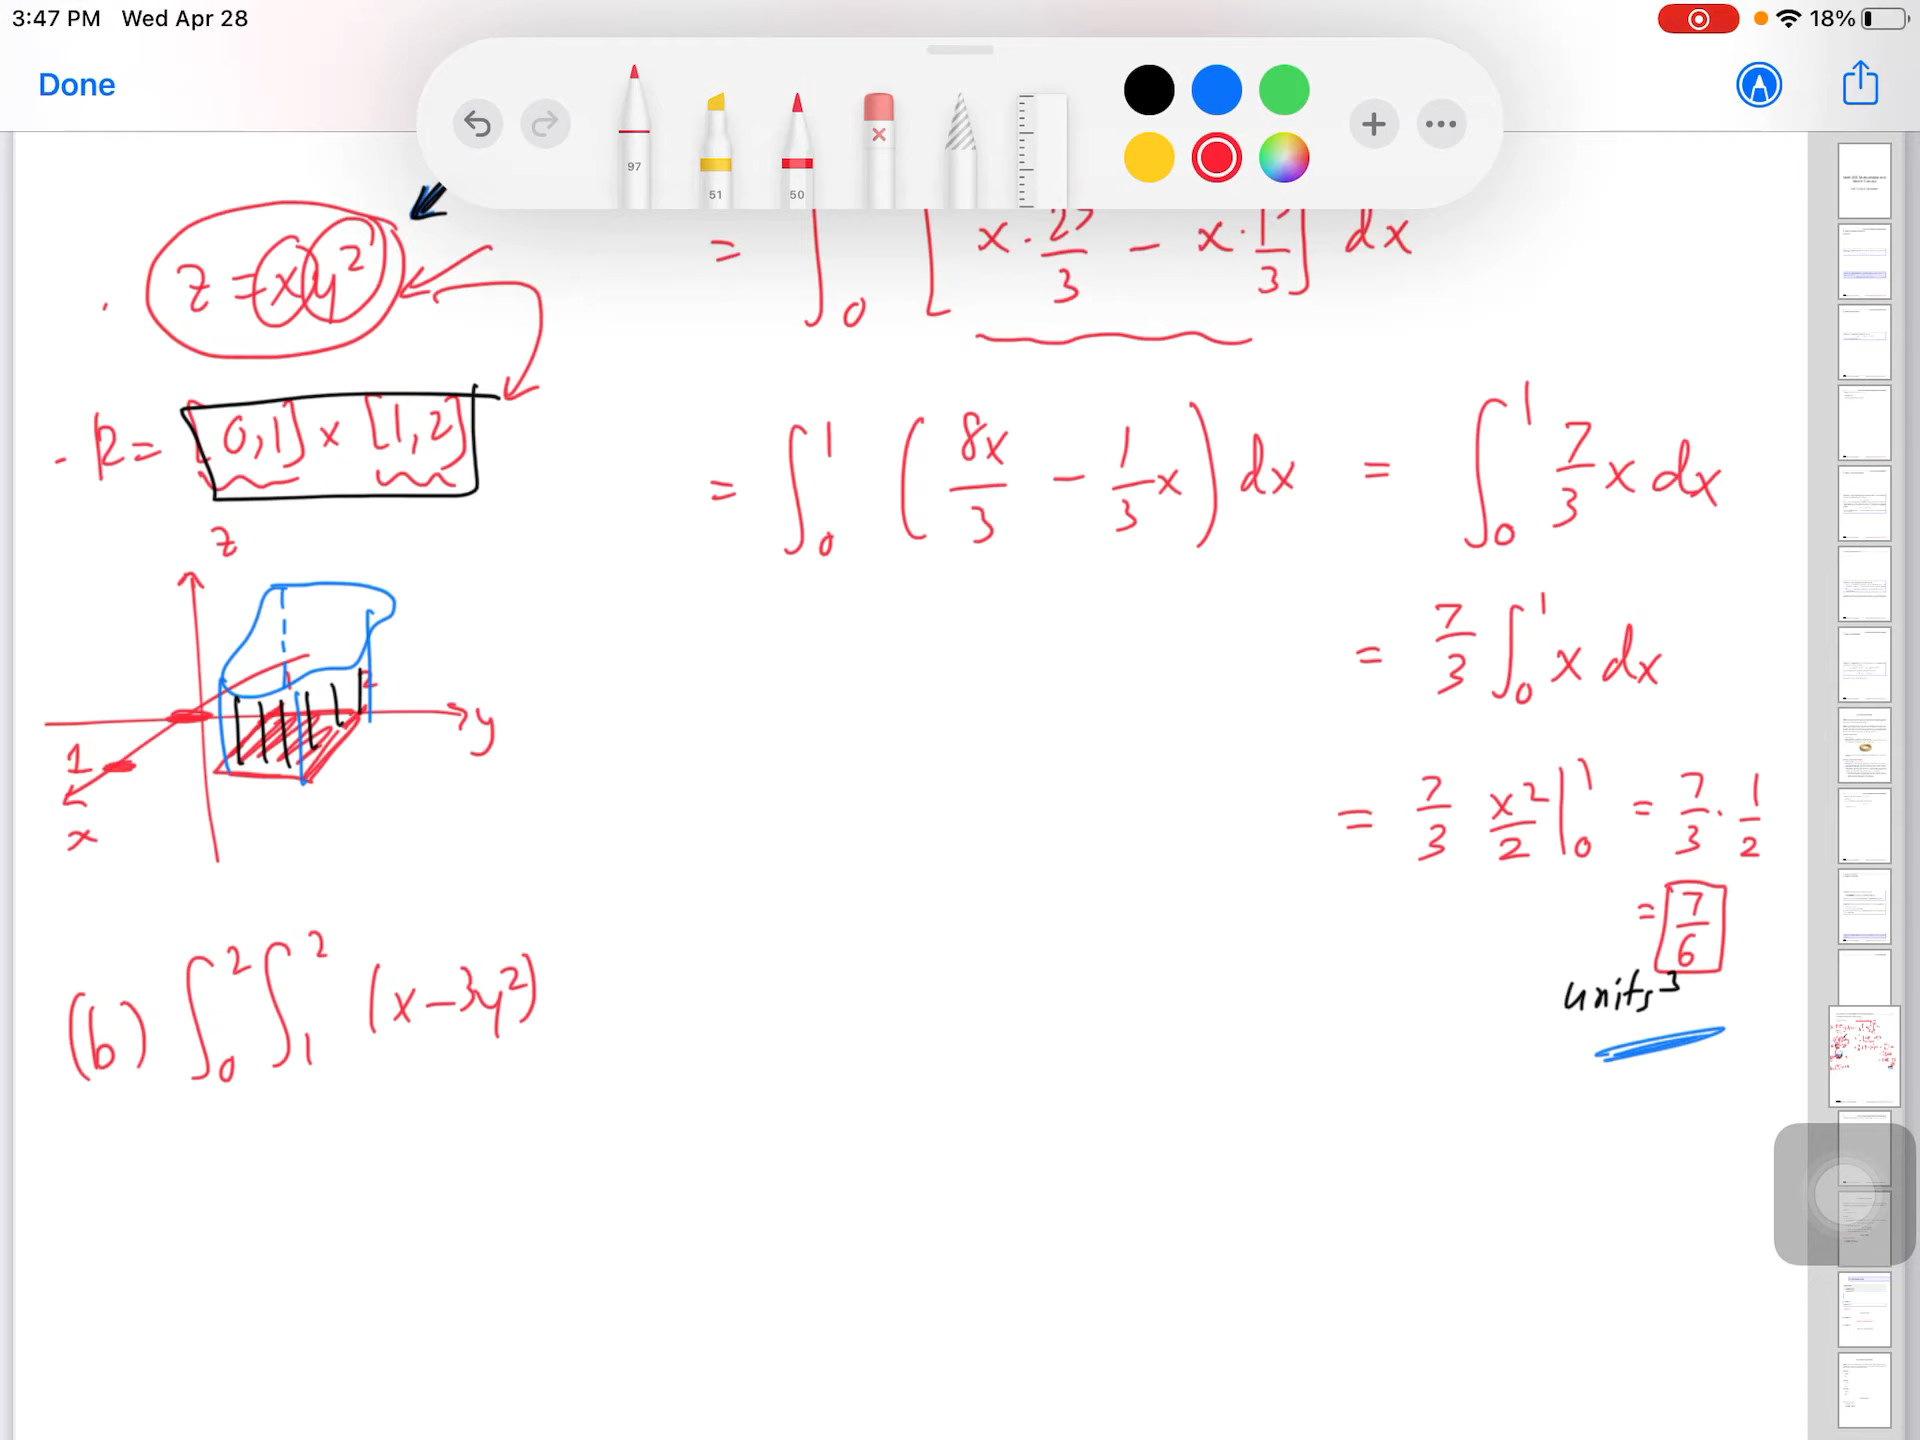 3:47 PM Wed Apr 28
18%
Done
97
51
50
z = xy²
R = [0,1] × [1,2]
z
2
y
1
x
(b) ∫₀² ∫₁² (x − 3y²)
= ∫₀ [ x · 2³/3 − x · 1³/3 ] dx
= ∫₀¹ ( 8x/3 − 1/3 x ) dx = ∫₀¹ 7/3 x dx
= 7/3 ∫₀¹ x dx
= 7/3 x²/2 |₀¹ = 7/3 · 1/2
= 7/6
units³